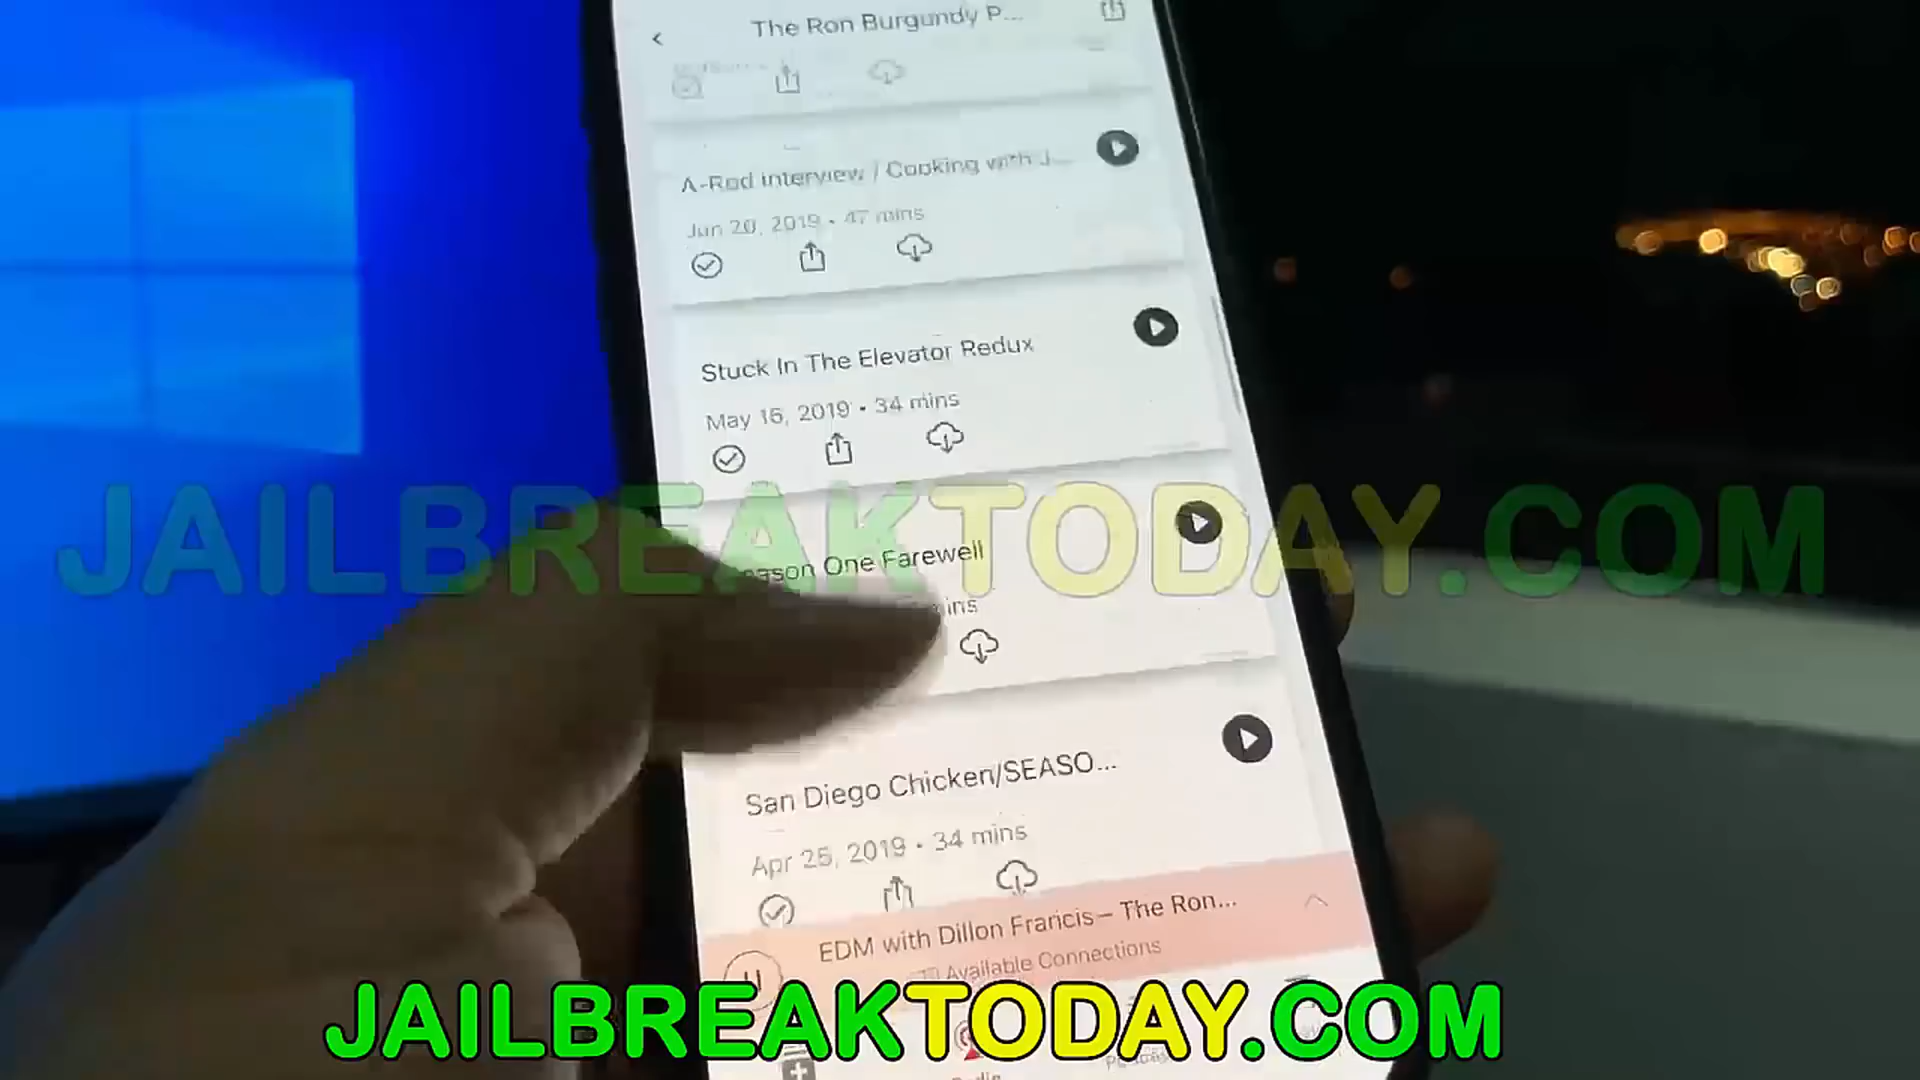 The Ron Burgundy P...
A-Rod interview / Cooking with J...
Jun 20, 2019 • 47 mins
Stuck In The Elevator Redux
May 16, 2019 • 34 mins
JAILBREAKTODAY.COM
One Farewell
San Diego Chicken/SEASO...
Apr 25, 2019 • 34 mins
EDM with Dillon Francis– The Ron...
Available Connections
JAILBREAKTODAY.COM